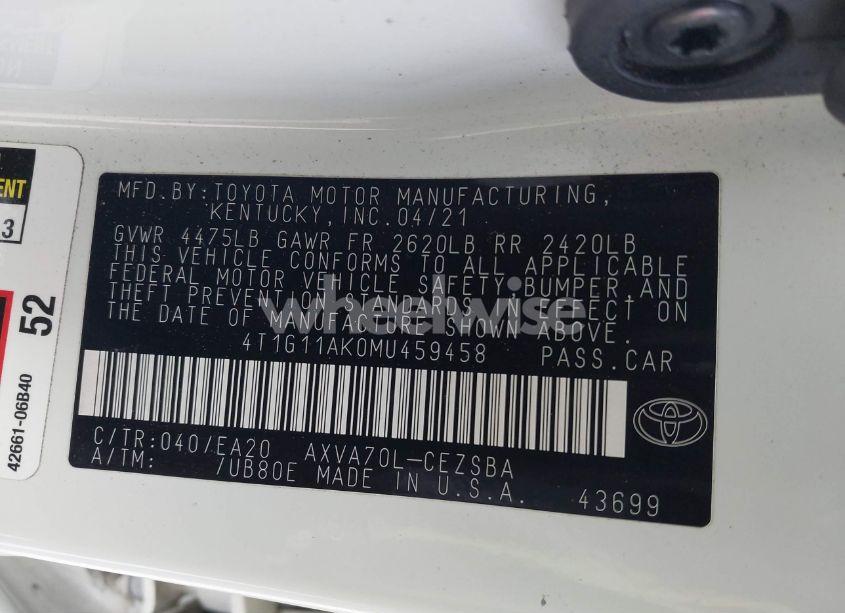 MFD.BY:TOYOTA MOTOR MANUFACTURING,
KENTUCKY,INC.04/21
GVWR 4475LB GAWR FR 2620LB RR 2420LB
THIS VEHICLE CONFORMS TO ALL APPLICABLE
FEDERAL MOTOR VEHICLE SAFETY,BUMPER,AND
THEFT PREVENTION STANDARDS IN EFFECT ON
THE DATE OF MANUFACTURE SHOWN ABOVE.
wheelwise
4T1G11AK0MU459458 PASS.CAR
C/TR:040/EA20 AXVA70L-CEZSBA
A/TM: /UB80E MADE IN U.S.A.
43699
52
42661-06B40